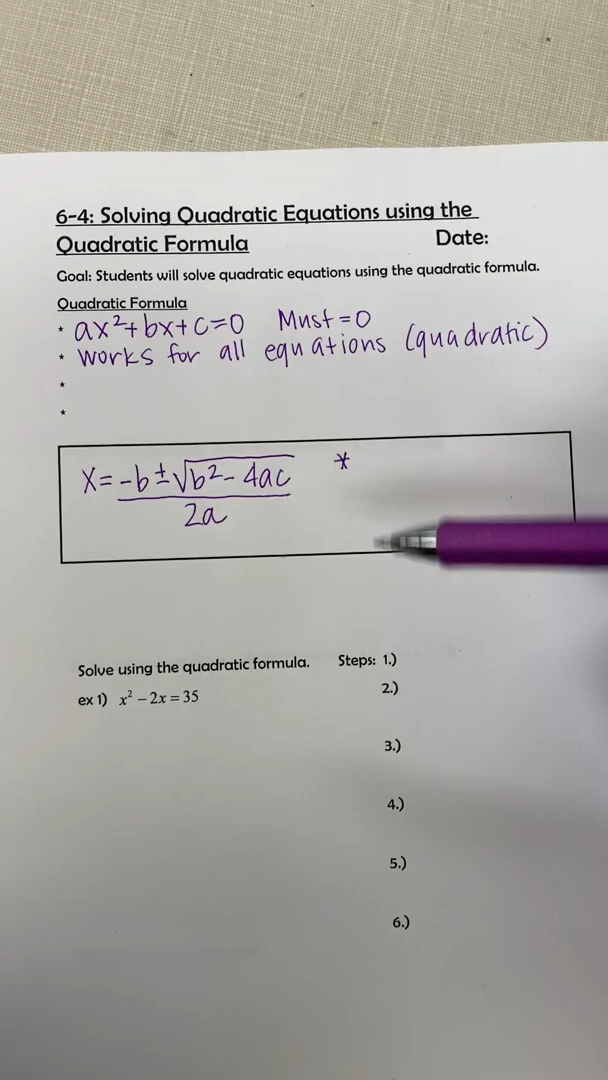 6-4: Solving Quadratic Equations using the
Quadratic Formula Date:
Goal: Students will solve quadratic equations using the quadratic formula.
Quadratic Formula
* ax²+bx+c=0 Must=0
* works for all equations (quadratic)
*
*
x= -b±√b²-4ac *
2a
Solve using the quadratic formula. Steps: 1.)
ex 1) x² – 2x = 35 2.)
3.)
4.)
5.)
6.)